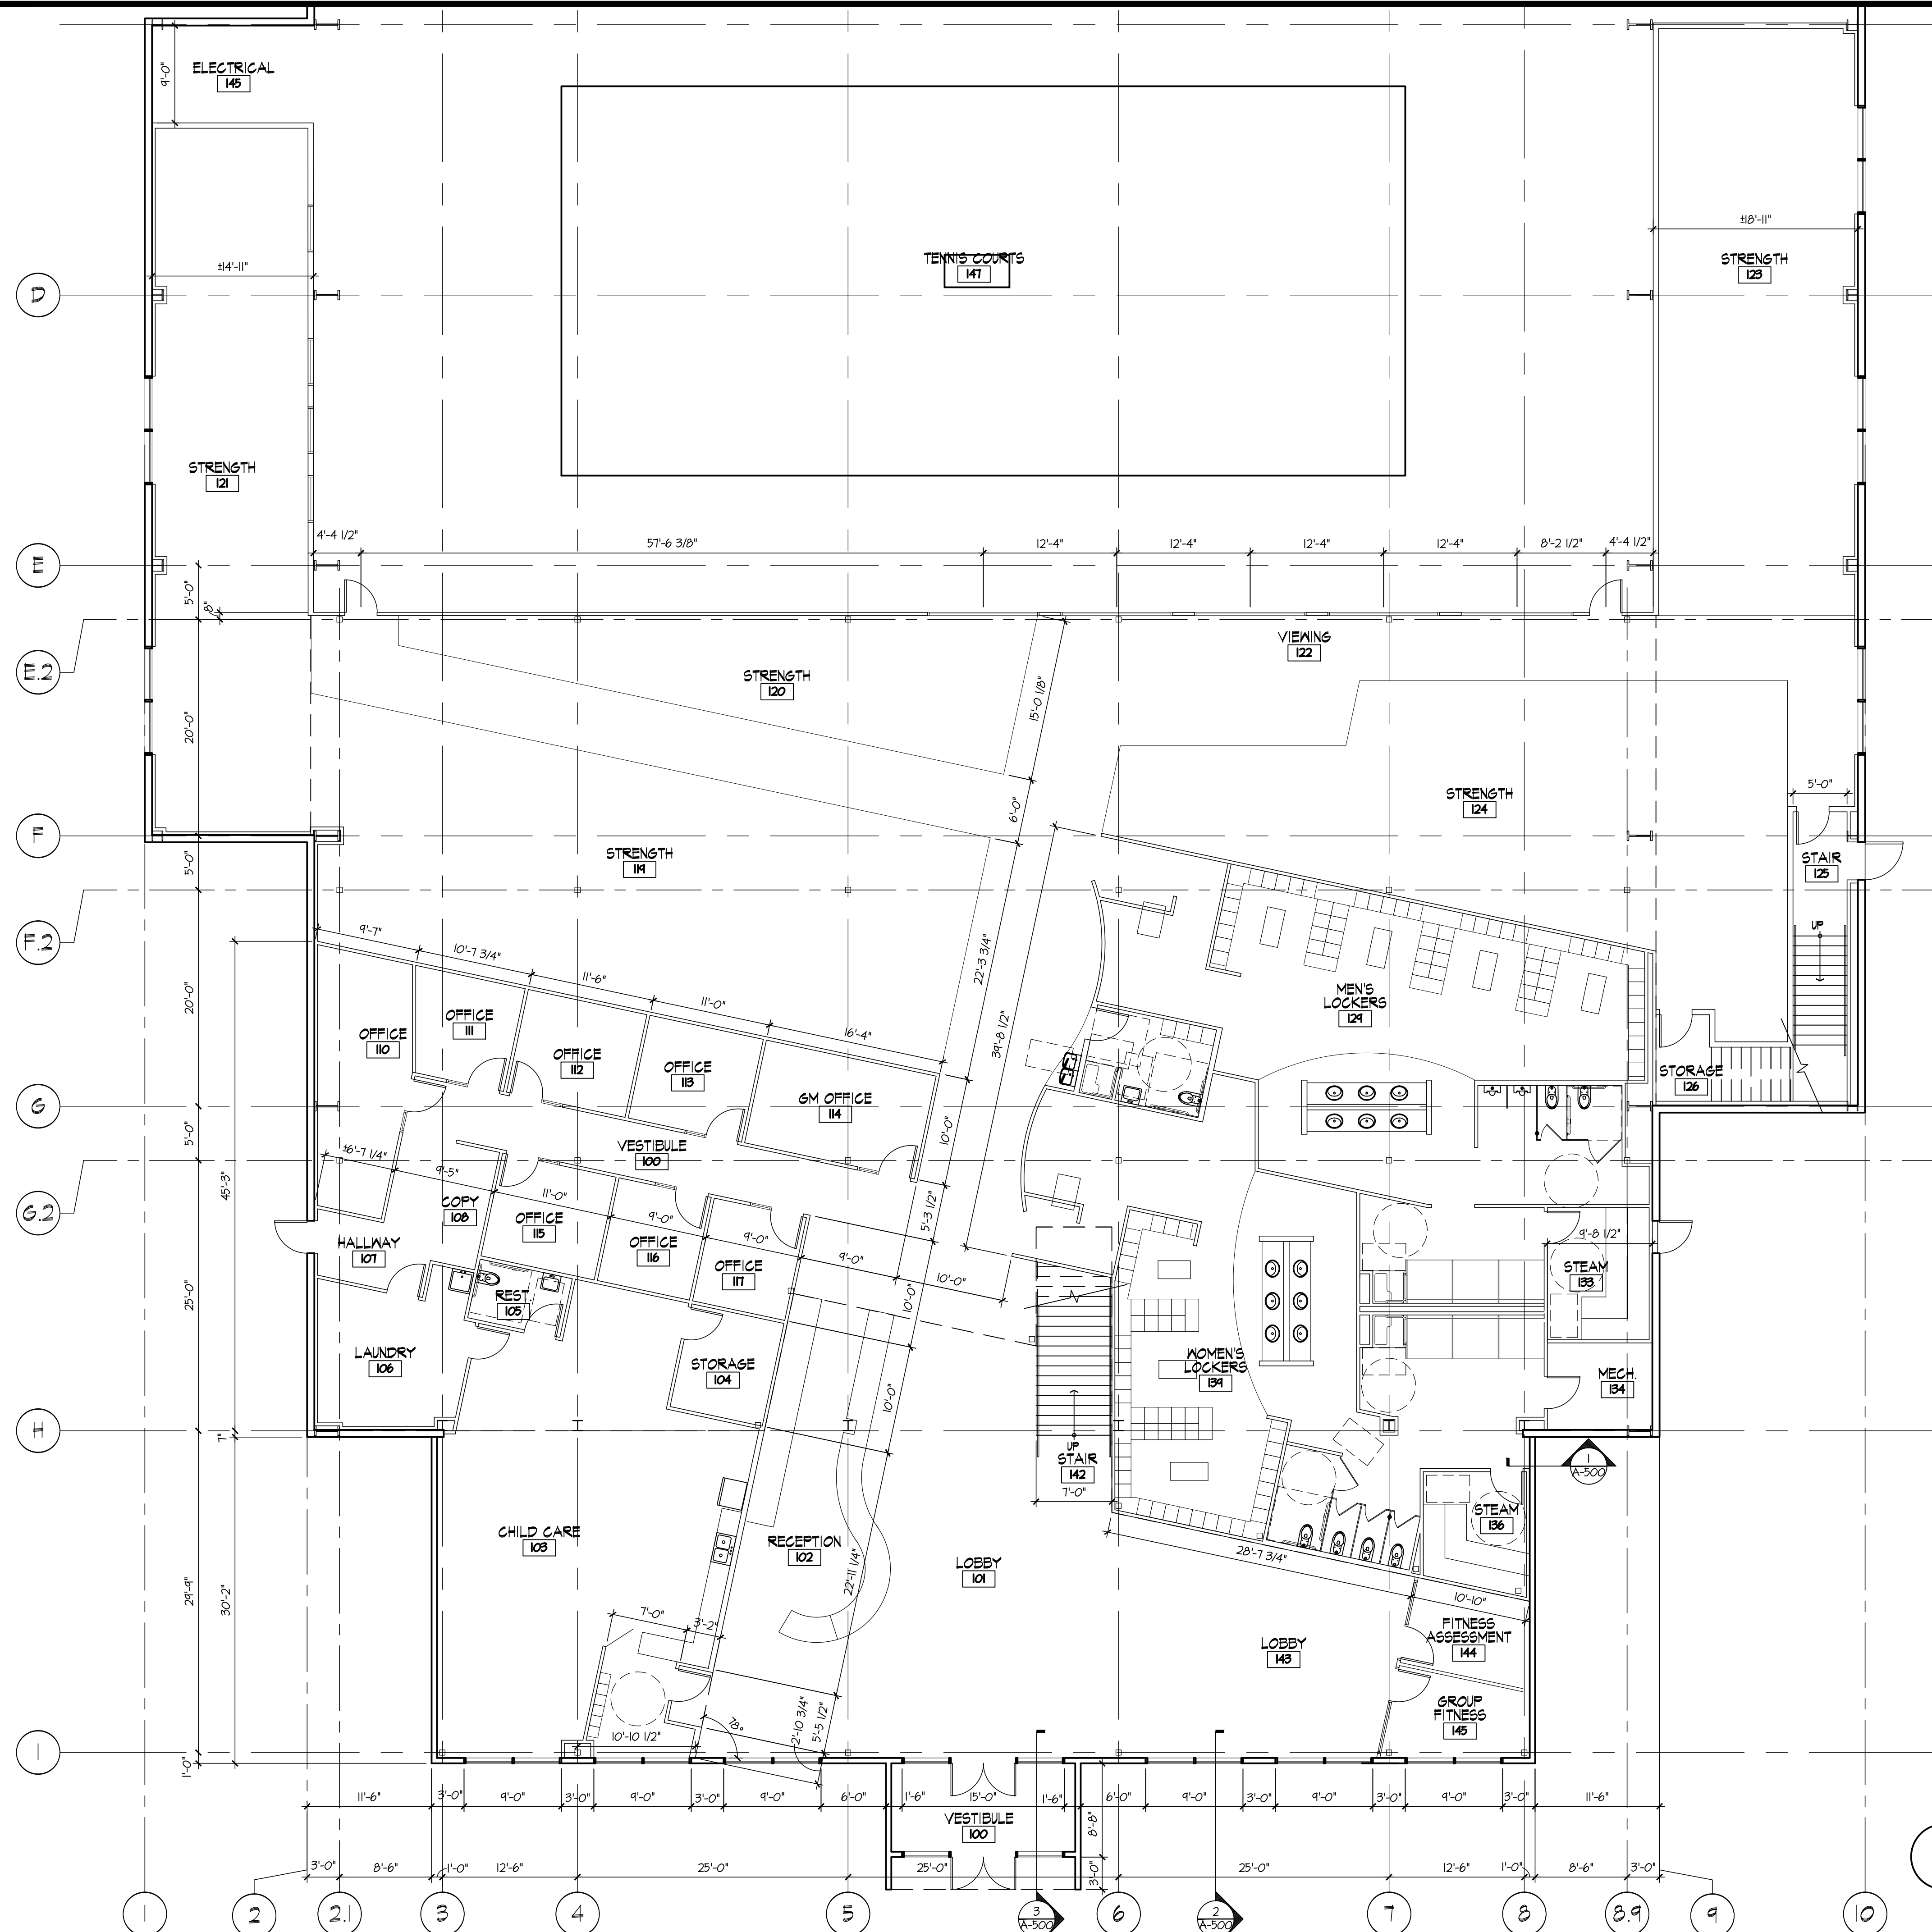 ELECTRICAL
145
9'-0"
±14'-11"
TENNIS COURTS
147
±18'-11"
STRENGTH
123
D
STRENGTH
121
4'-4 1/2"
57'-6 3/8"
12'-4"
12'-4"
12'-4"
12'-4"
8'-2 1/2"
4'-4 1/2"
E
5'-0"
8"
E.2
VIEWING
122
STRENGTH
120
15'-0 1/8"
20'-0"
6'-0"
STRENGTH
124
5'-0"
F
STRENGTH
119
STAIR
125
UP
5'-0"
F.2
9'-7"
10'-7 3/4"
11'-6"
11'-0"
16'-4"
22'-3 3/4"
39'-8 1/2"
MEN'S
LOCKERS
129
20'-0"
OFFICE
110
OFFICE
111
OFFICE
112
OFFICE
113
GM OFFICE
114
STORAGE
126
G
5'-0"
10'-0"
VESTIBULE
100
±6'-7 1/4"
9'-5"
11'-0"
9'-0"
9'-0"
9'-0"
10'-0"
5'-3 1/2"
45'-3"
G.2
COPY
108
OFFICE
115
OFFICE
116
OFFICE
117
HALLWAY
107
9'-8 1/2"
STEAM
133
25'-0"
REST.
105
10'-0"
LAUNDRY
106
STORAGE
104
WOMEN'S
LOCKERS
139
MECH.
134
10'-0"
H
7"
UP
STAIR
142
7'-0"
1
A-500
STEAM
136
CHILD CARE
103
RECEPTION
102
22'-11 1/4"
LOBBY
101
28'-7 3/4"
10'-10"
29'-9"
30'-2"
7'-0"
3'-2"
FITNESS
ASSESSMENT
144
LOBBY
143
GROUP
FITNESS
145
78°
2'-10 3/4"
5'-5 1/2"
10'-10 1/2"
I
1'-0"
11'-6"
3'-0"
9'-0"
3'-0"
9'-0"
3'-0"
9'-0"
6'-0"
1'-6"
15'-0"
1'-6"
6'-0"
9'-0"
3'-0"
9'-0"
3'-0"
9'-0"
3'-0"
11'-6"
VESTIBULE
100
8'-8"
3'-0"
3'-0"
8'-6"
1'-0"
12'-6"
25'-0"
25'-0"
25'-0"
12'-6"
1'-0"
8'-6"
3'-0"
1
2
2.1
3
4
5
3
A-500
6
2
A-500
7
8
8.9
9
10